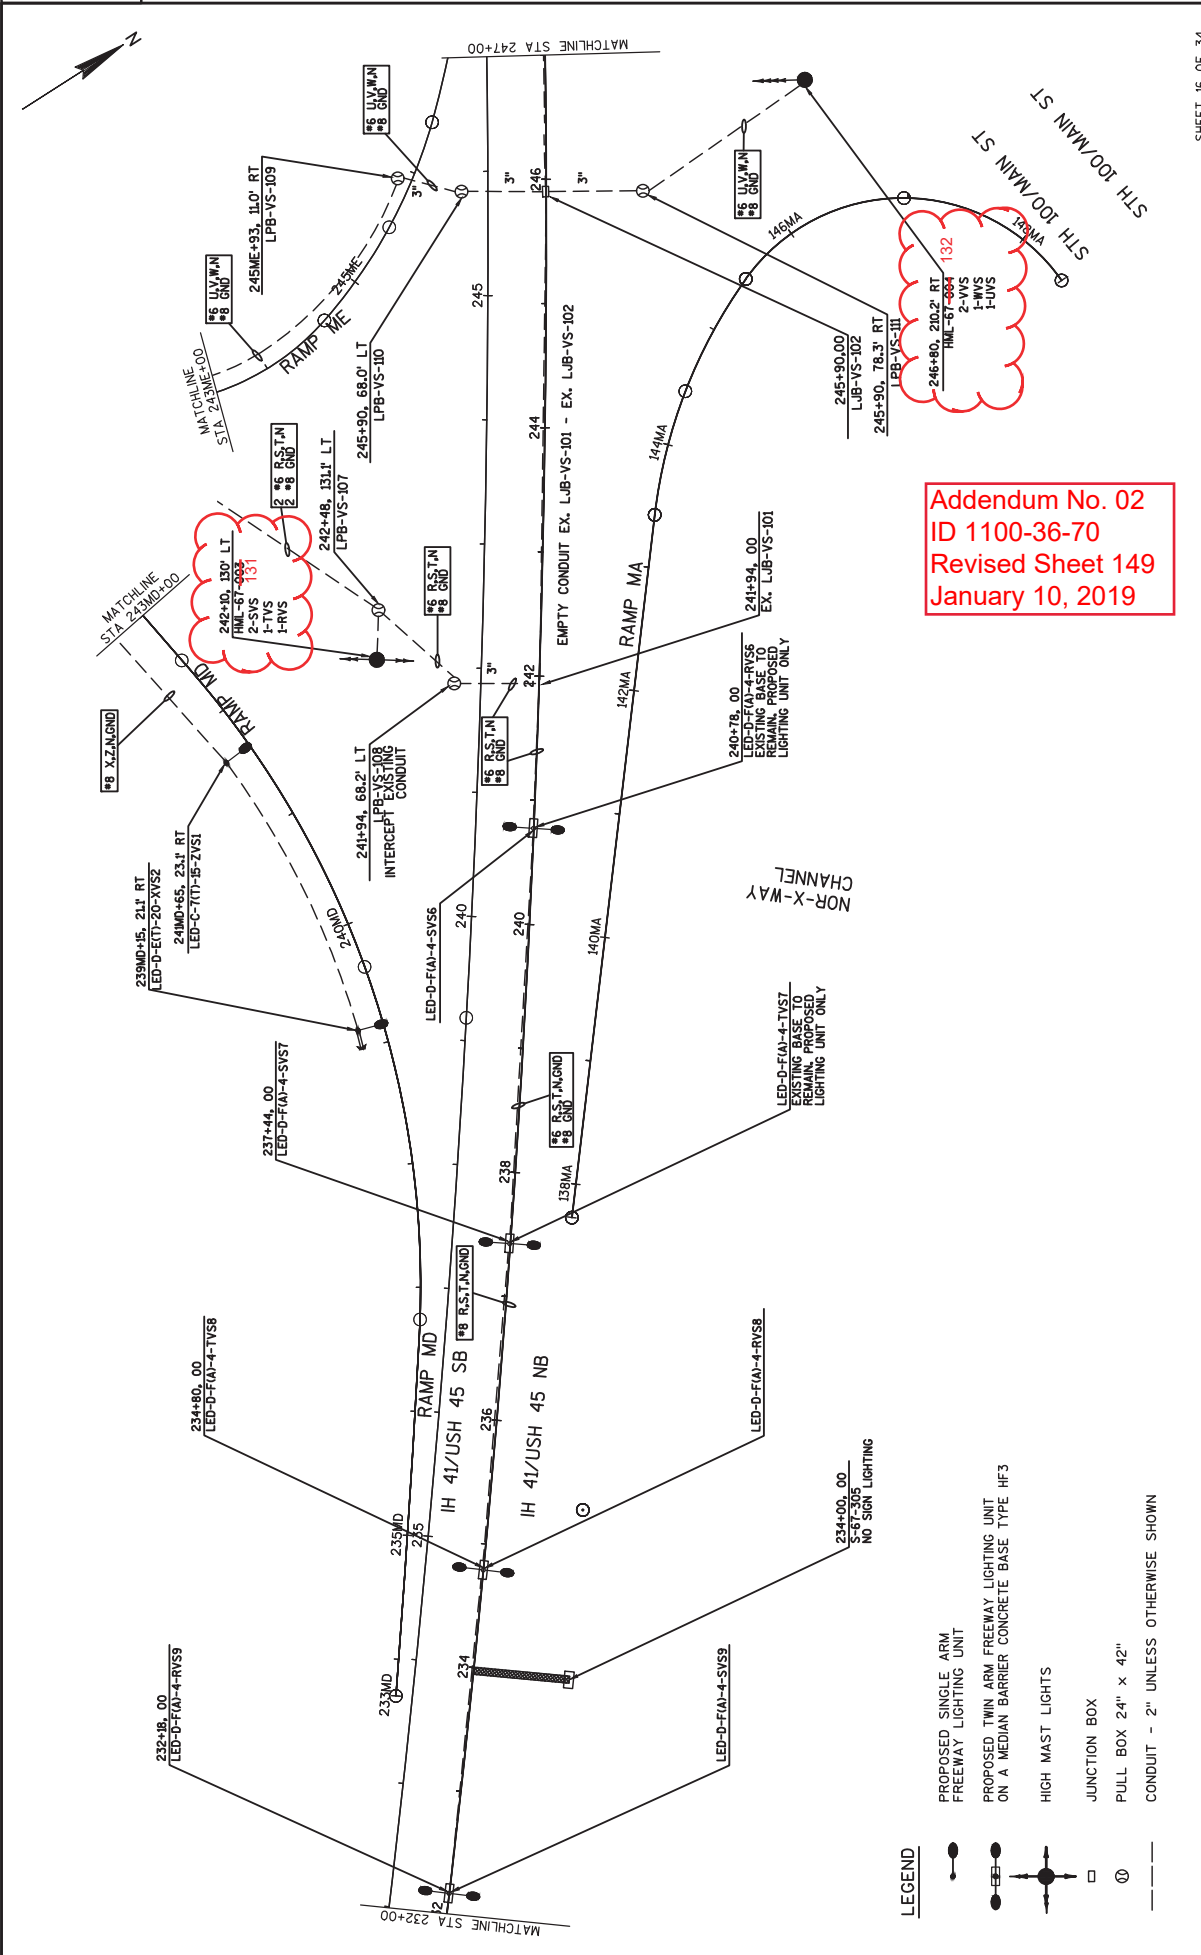 N
MATCHLINE STA 247+00
SHEET 16 OF 34
STH 100/MAIN ST
STH 100/MAIN ST
#6 U,V,W,N
#8 GND
245ME+93, 11.0' RT
LPB-VS-109
3"
3"
3"
246
#6 U,V,W,N
#8 GND
146MA
148MA
#6 U,V,W,N
#8 GND
245ME
RAMP ME
MATCHLINE
STA 243ME+00
245+90, 68.0' LT
LPB-VS-110
245
EMPTY CONDUIT EX. LJB-VS-101 - EX. LJB-VS-102
245+90,00
LJB-VS-102
245+90, 78.3' RT
LPB-VS-111
246+80, 210.2' RT
HML-67-004
132
2-VVS
1-WVS
1-UVS
244
144MA
2 #6 R,S,T,N
2 #8 GND
242+48, 131.1' LT
LPB-VS-107
242+10, 130' LT
HML-67-003
131
2-SVS
1-TVS
1-RVS
#6 R,S,T,N
#8 GND
Addendum No. 02
ID 1100-36-70
Revised Sheet 149
January 10, 2019
MATCHLINE
STA 243MD+00
RAMP MD
RAMP MA
241+94, 00
EX. LJB-VS-101
3"
242
142MA
#8 X,Z,N,GND
#6 R,S,T,N
#8 GND
241+94, 68.2' LT
LPB-VS-108
INTERCEPT EXISTING
CONDUIT
240+78, 00
LED-D-F(A)-4-RVS6
EXISTING BASE TO
REMAIN. PROPOSED
LIGHTING UNIT ONLY
239MD+15, 21.1' RT
LED-D-E(T)-20-XVS2
241MD+65, 23.1' RT
LED-C-7(T)-15-ZVS1
240MD
LED-D-F(A)-4-SVS6
240
240
140MA
NOR-X-WAY
CHANNEL
237+44, 00
LED-D-F(A)-4-SVS7
#6 R,S,T,N,GND
#8 GND
LED-D-F(A)-4-TVS7
EXISTING BASE TO
REMAIN. PROPOSED
LIGHTING UNIT ONLY
238
138MA
#8 R,S,T,N,GND
234+80, 00
LED-D-F(A)-4-TVS8
RAMP MD
IH 41/USH 45 SB
236
IH 41/USH 45 NB
LED-D-F(A)-4-RVS8
235MD
235
234+00, 00
S-67-305
NO SIGN LIGHTING
232+18, 00
LED-D-F(A)-4-RVS9
233MD
234
LED-D-F(A)-4-SVS9
MATCHLINE STA 232+00
LEGEND
PROPOSED SINGLE ARM
FREEWAY LIGHTING UNIT
PROPOSED TWIN ARM FREEWAY LIGHTING UNIT
ON A MEDIAN BARRIER CONCRETE BASE TYPE HF3
HIGH MAST LIGHTS
JUNCTION BOX
PULL BOX 24" x 42"
CONDUIT - 2" UNLESS OTHERWISE SHOWN